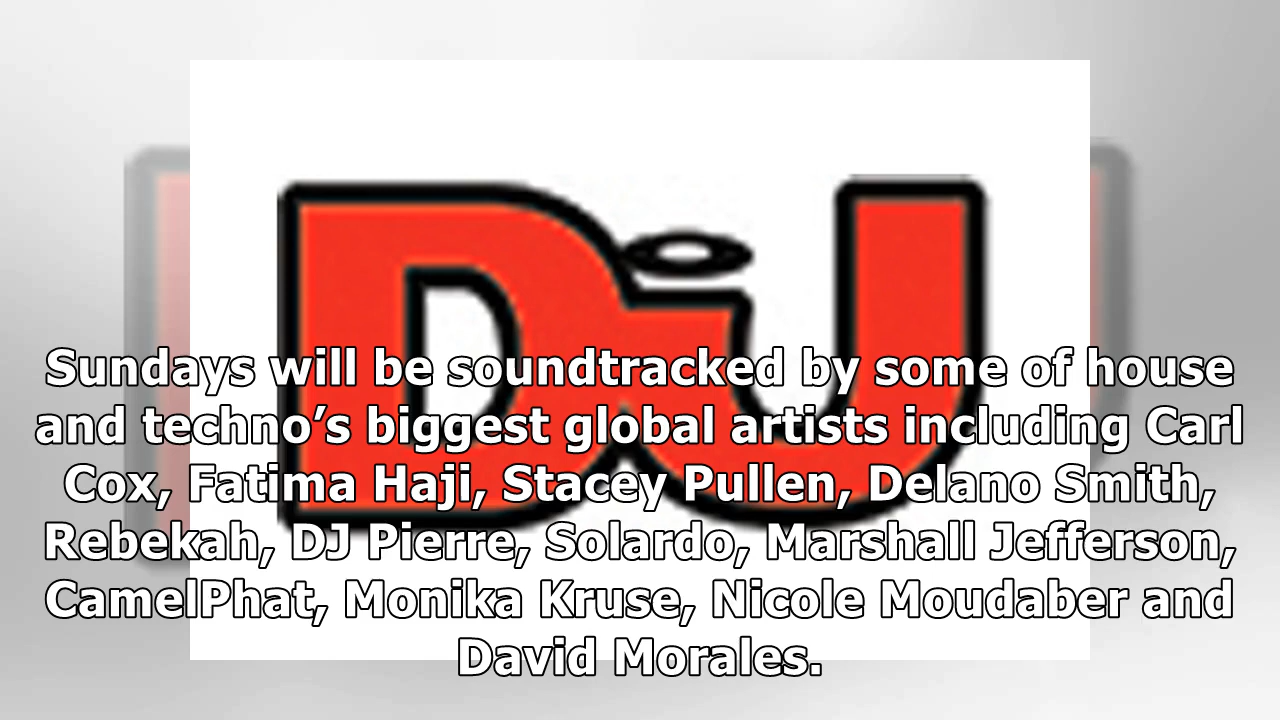 DJ
Sundays will be soundtracked by some of house
and techno’s biggest global artists including Carl
Cox, Fatima Haji, Stacey Pullen, Delano Smith,
Rebekah, DJ Pierre, Solardo, Marshall Jefferson,
CamelPhat, Monika Kruse, Nicole Moudaber and
David Morales.